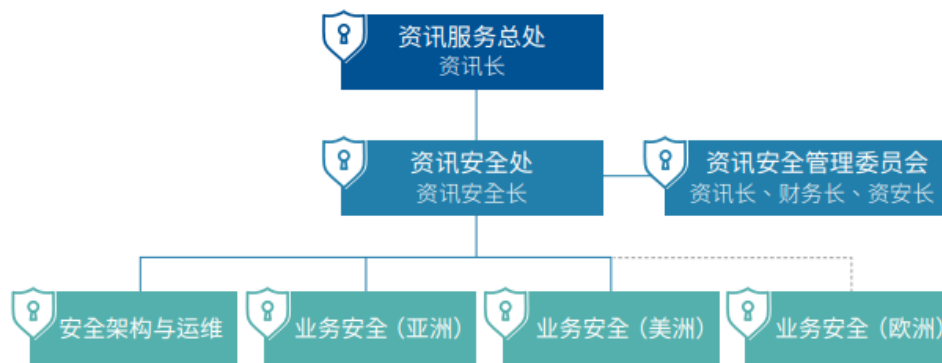 资讯服务总处
资讯长
资讯安全处
资讯安全长
资讯安全管理委员会
资讯长、财务长、资安长
安全架构与运维
业务安全（亚洲）
业务安全（美洲）
业务安全（欧洲）